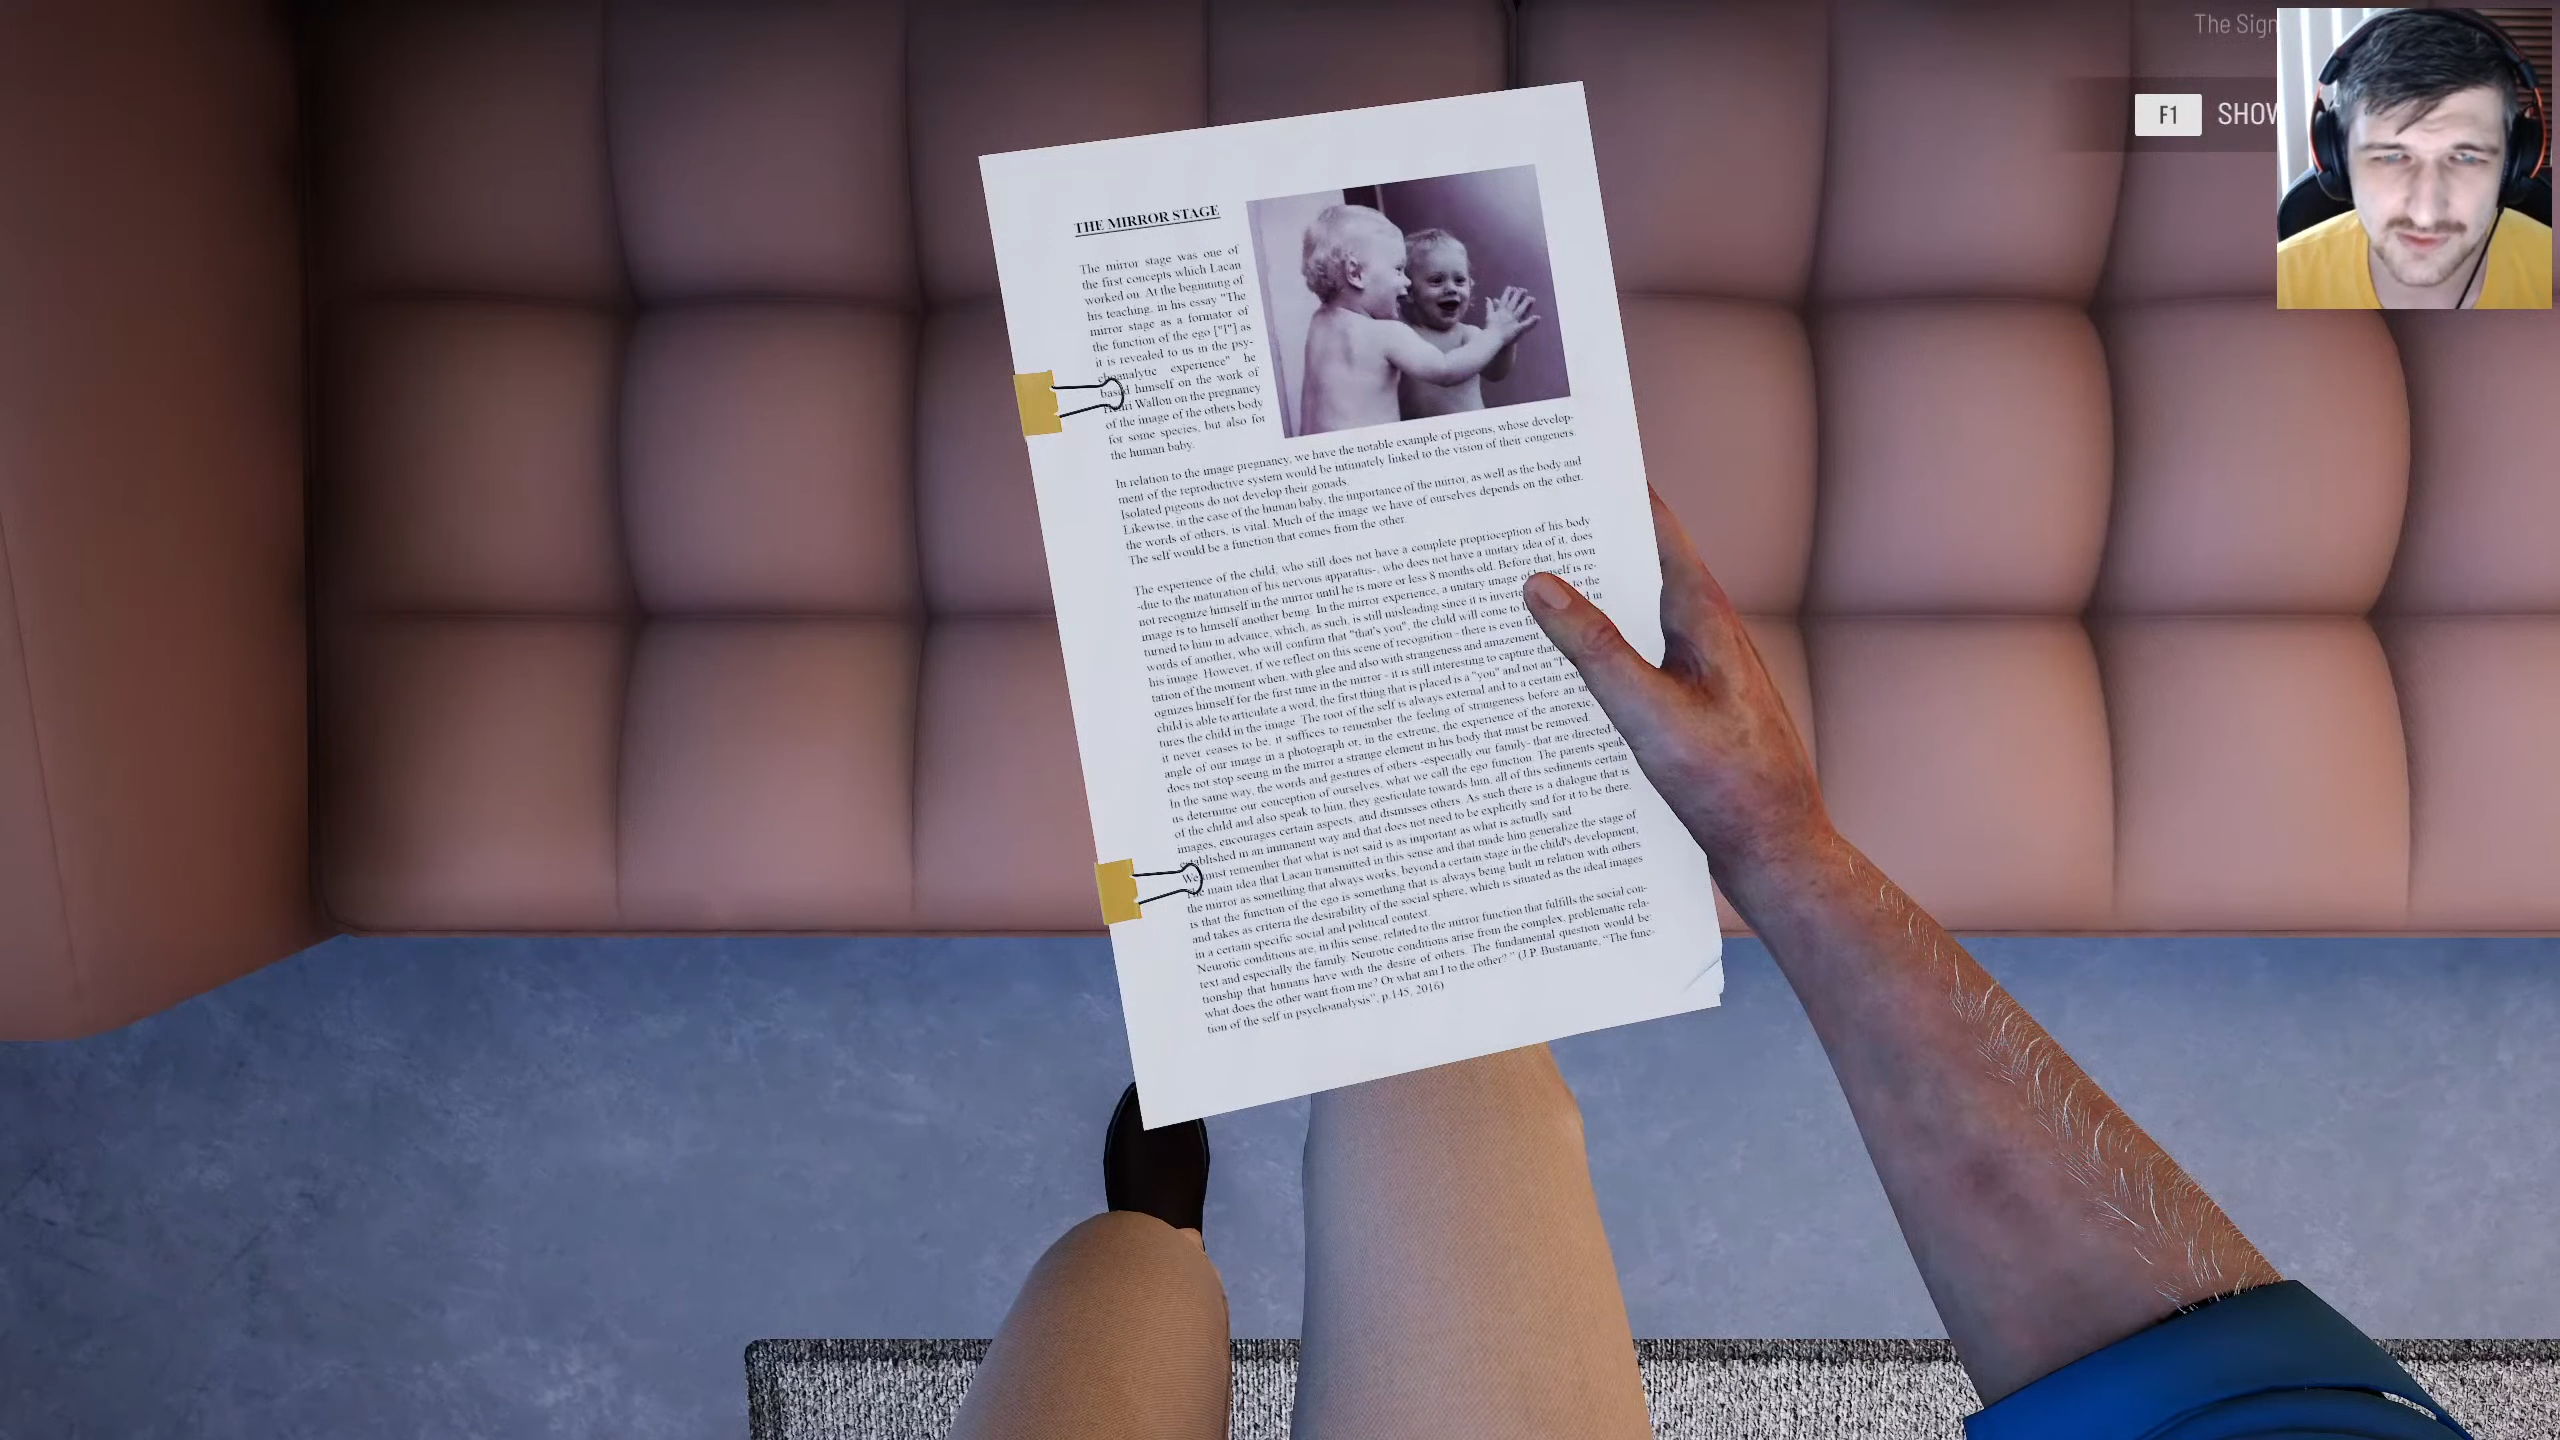 The Sign
F1 SHOW
THE MIRROR STAGE
The mirror stage was one of
the first concepts which Lacan
worked on. At the beginning of
his teaching, in his essay "The
mirror stage as a formator of
the function of the ego ["I"] as
it is revealed to us in the psy-
choanalytic experience" he
based himself on the work of
Henri Wallon on the pregnancy
of the image of the others body
for some species, but also for
the human baby.
In relation to the image pregnancy, we have the notable example of pigeons, whose develop-
ment of the reproductive system would be intimately linked to the vision of their congeners.
Isolated pigeons do not develop their gonads.
Likewise, in the case of the human baby, the importance of the mirror, as well as the body and
the words of others, is vital. Much of the image we have of ourselves depends on the other.
The self would be a function that comes from the other.
The experience of the child, who still does not have a complete proprioception of his body
-due to the maturation of his nervous apparatus-, who does not have a unitary idea of it, does
not recognize himself in the mirror until he is more or less 8 months old. Before that, his own
image is to himself another being. In the mirror experience, a unitary image of himself is re-
turned to him in advance, which, as such, is still misleading since it is inverte to the
words of another, who will confirm that "that's you", the child will come to d in
his image. However, if we reflect on this scene of recognition - there is even
tation of the moment when, with glee and also with strangeness and amazement,
ognizes himself for the first time in the mirror - it is still interesting to capture that
child is able to articulate a word, the first thing that is placed is a "you" and not an
tures the child in the image. The root of the self is always external and to a certain
it never ceases to be, it suffices to remember the feeling of strangeness before an
angle of our image in a photograph or, in the extreme, the experience of the anorexic,
does not stop seeing in the mirror a strange element in his body that must be removed.
In the same way, the words and gestures of others -especially our family- that are directed
us determine our conception of ourselves, what we call the ego function. The parents speak
of the child and also speak to him, they gesticulate towards him, all of this sediments certain
images, encourages certain aspects, and dismisses others. As such there is a dialogue that is
established in an immanent way and that does not need to be explicitly said for it to be there.
We must remember that what is not said is as important as what is actually said.
The main idea that Lacan transmitted in this sense and that made him generalize the stage of
the mirror as something that always works, beyond a certain stage in the child's development,
is that the function of the ego is something that is always being built in relation with others
and takes as criteria the desirability of the social sphere, which is situated as the ideal images
in a certain specific social and political context.
Neurotic conditions are, in this sense, related to the mirror function that fulfills the social con-
text and especially the family. Neurotic conditions arise from the complex, problematic rela-
tionship that humans have with the desire of others. The fundamental question would be:
what does the other want from me? Or what am I to the other? " (J.P. Bustamante, "The func-
tion of the self in psychoanalysis", p.145, 2016)